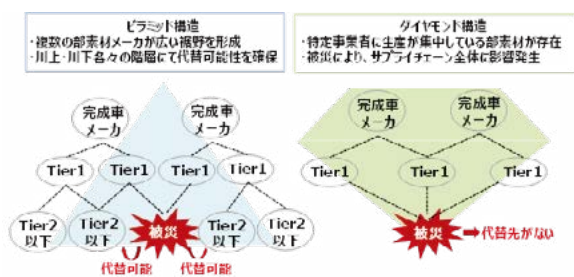 ピラミッド構造
・複数の部素材メーカが広い裾野を形成
・川上・川下各々の階層にて代替可能性を確保
完成車
メーカ
完成車
メーカ
Tier1
Tier1
Tier1
Tier1
Tier2
以下
Tier2
以下
被災
Tier2
以下
Tier2
以下
代替可能
代替可能
ダイヤモンド構造
・特定事業者に生産が集中している部素材が存在
・被災により、サプライチェーン全体に影響発生
完成車
メーカ
完成車
メーカ
Tier1
Tier1
Tier1
被災
代替先がない